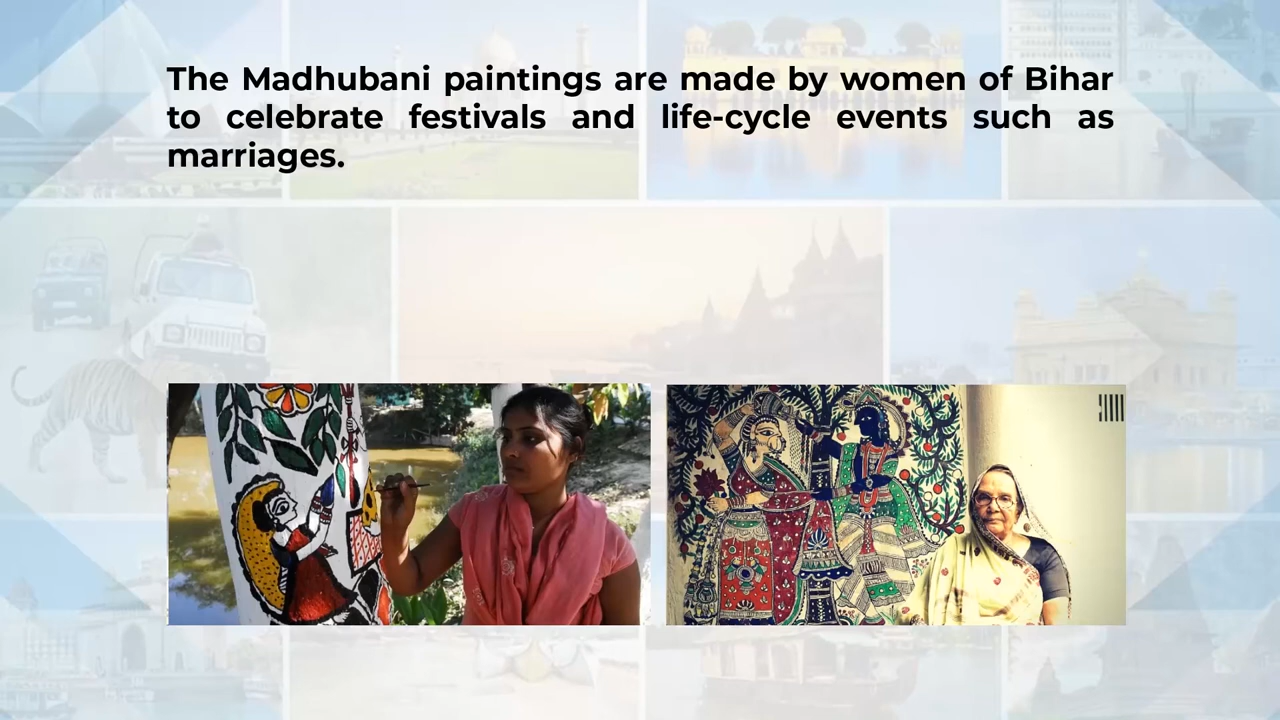 The Madhubani paintings are made by women of Bihar
to celebrate festivals and life-cycle events such as
marriages.